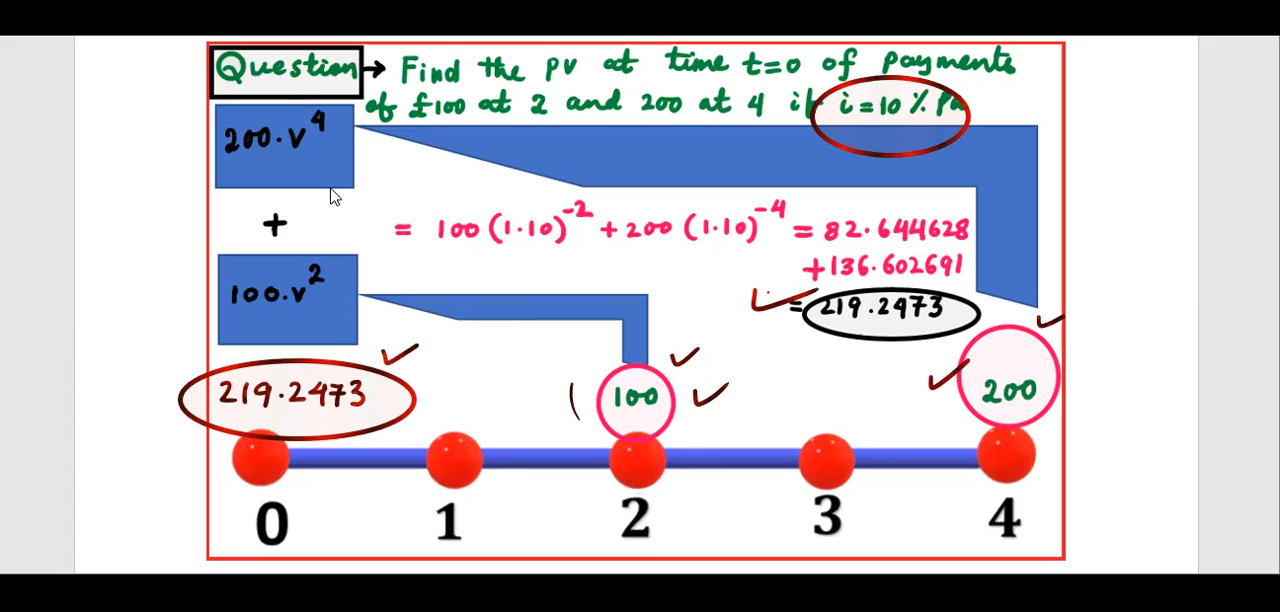 Question → Find the PV at time t=0 of payments
of £100 at 2 and 200 at 4 if i=10 % Pa
200.v^4
+
= 100 (1.10)^-2 + 200 (1.10)^-4 = 82.644628
+136.602691
100.v^2
= 219.2473
219.2473
100
200
0 1 2 3 4